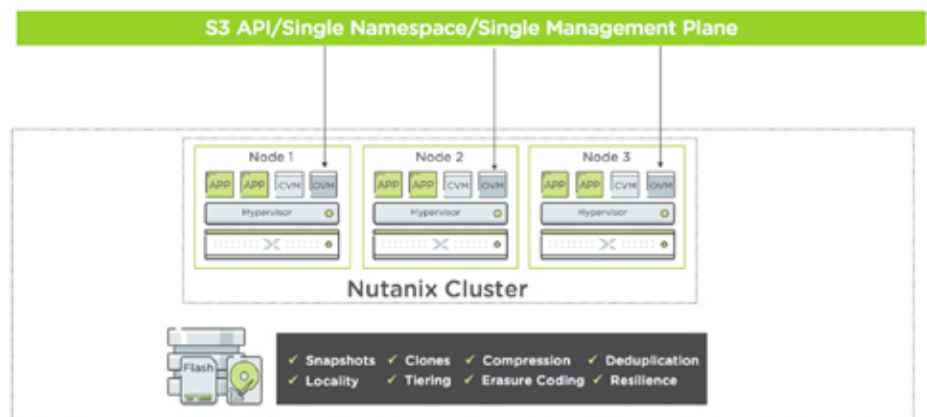 S3 API/Single Namespace/Single Management Plane
Node 1 Node 2 Node 3
APP APP CVM OVM APP APP CVM OVM APP APP CVM OVM
Hypervisor Hypervisor Hypervisor
Nutanix Cluster
Flash
✓ Snapshots ✓ Clones ✓ Compression ✓ Deduplication
✓ Locality ✓ Tiering ✓ Erasure Coding ✓ Resilience